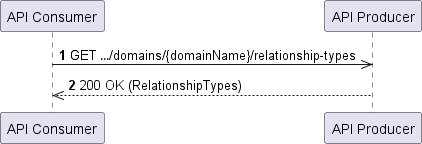 API Consumer
API Producer
1 GET .../domains/{domainName}/relationship-types
2 200 OK (RelationshipTypes)
API Consumer
API Producer